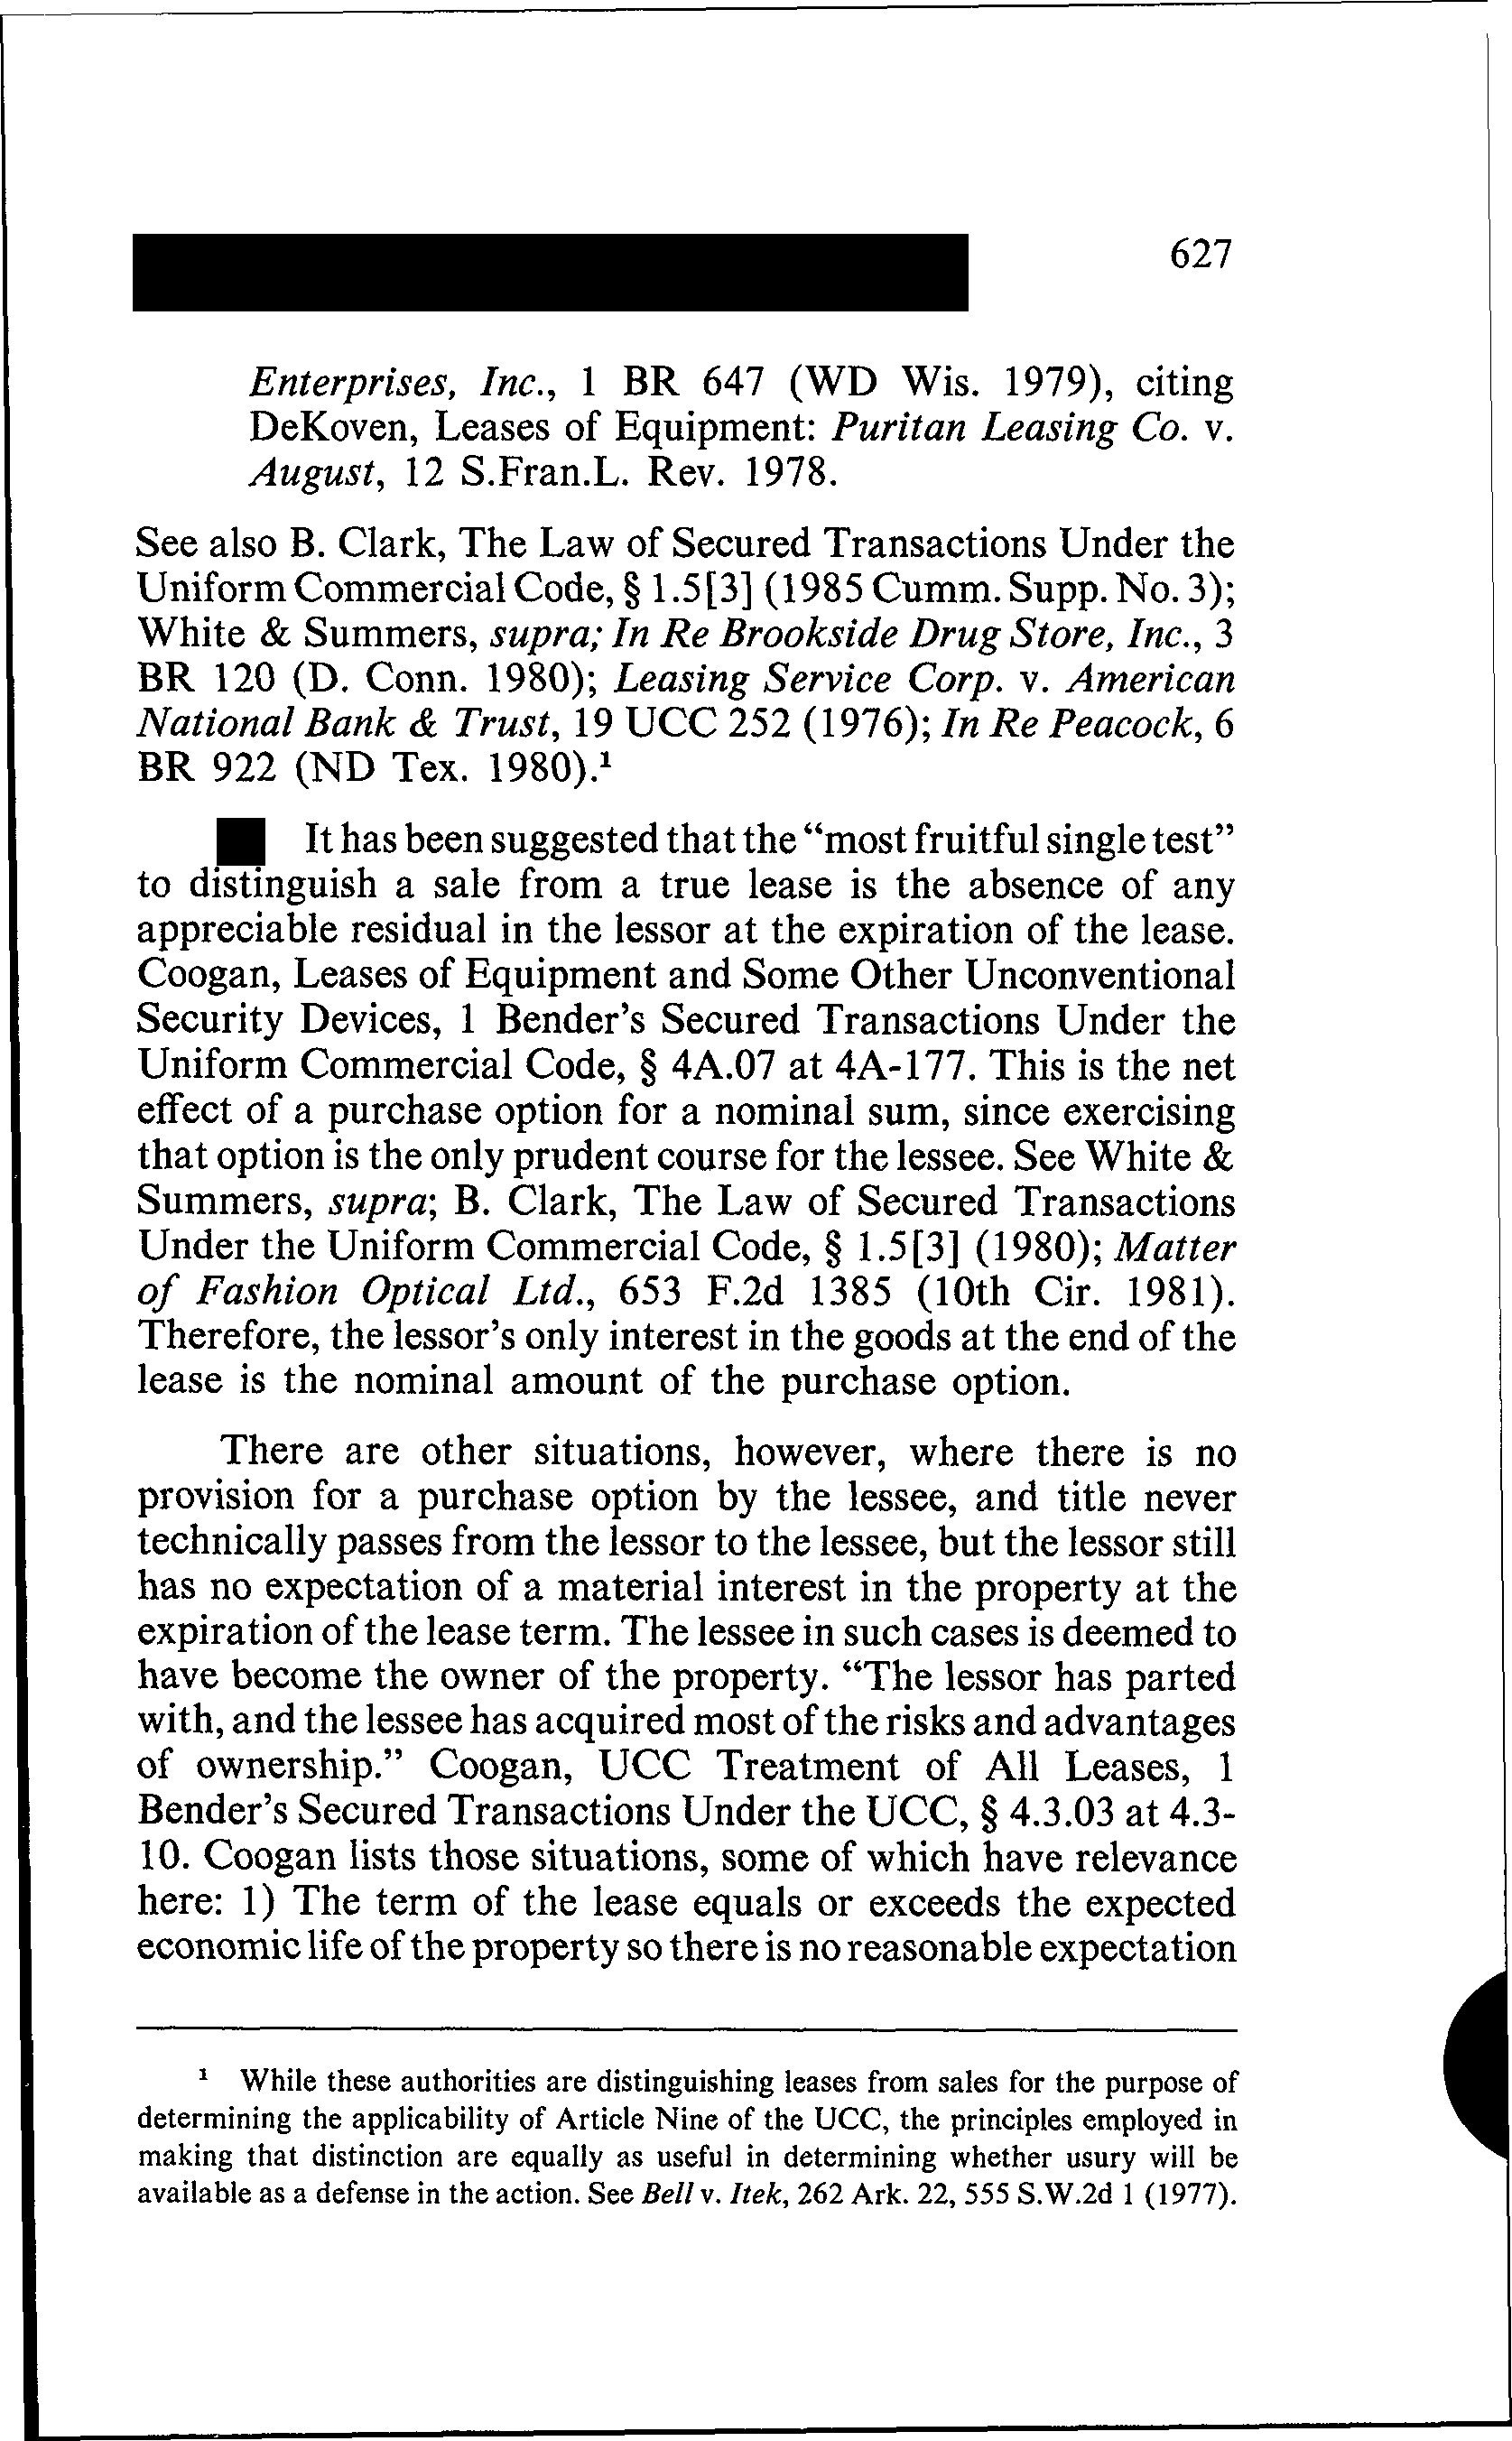 627
Enterprises, Inc., 1 BR 647 (WD Wis. 1979), citing
DeKoven, Leases of Equipment: Puritan Leasing Co. v.
August, 12 S.Fran.L. Rev. 1978.
See also B. Clark, The Law of Secured Transactions Under the
Uniform Commercial Code, § 1.5[3] (1985 Cumm. Supp. No. 3);
White & Summers, supra; In Re Brookside Drug Store, Inc., 3
BR 120 (D. Conn. 1980); Leasing Service Corp. v. American
National Bank & Trust, 19 UCC 252 (1976); In Re Peacock, 6
BR 922 (ND Tex. 1980).¹
It has been suggested that the “most fruitful single test”
to distinguish a sale from a true lease is the absence of any
appreciable residual in the lessor at the expiration of the lease.
Coogan, Leases of Equipment and Some Other Unconventional
Security Devices, 1 Bender’s Secured Transactions Under the
Uniform Commercial Code, § 4A.07 at 4A-177. This is the net
effect of a purchase option for a nominal sum, since exercising
that option is the only prudent course for the lessee. See White &
Summers, supra; B. Clark, The Law of Secured Transactions
Under the Uniform Commercial Code, § 1.5[3] (1980); Matter
of Fashion Optical Ltd., 653 F.2d 1385 (10th Cir. 1981).
Therefore, the lessor’s only interest in the goods at the end of the
lease is the nominal amount of the purchase option.
There are other situations, however, where there is no
provision for a purchase option by the lessee, and title never
technically passes from the lessor to the lessee, but the lessor still
has no expectation of a material interest in the property at the
expiration of the lease term. The lessee in such cases is deemed to
have become the owner of the property. “The lessor has parted
with, and the lessee has acquired most of the risks and advantages
of ownership.” Coogan, UCC Treatment of All Leases, 1
Bender’s Secured Transactions Under the UCC, § 4.3.03 at 4.3-
10. Coogan lists those situations, some of which have relevance
here: 1) The term of the lease equals or exceeds the expected
economic life of the property so there is no reasonable expectation
¹ While these authorities are distinguishing leases from sales for the purpose of
determining the applicability of Article Nine of the UCC, the principles employed in
making that distinction are equally as useful in determining whether usury will be
available as a defense in the action. See Bell v. Itek, 262 Ark. 22, 555 S.W.2d 1 (1977).